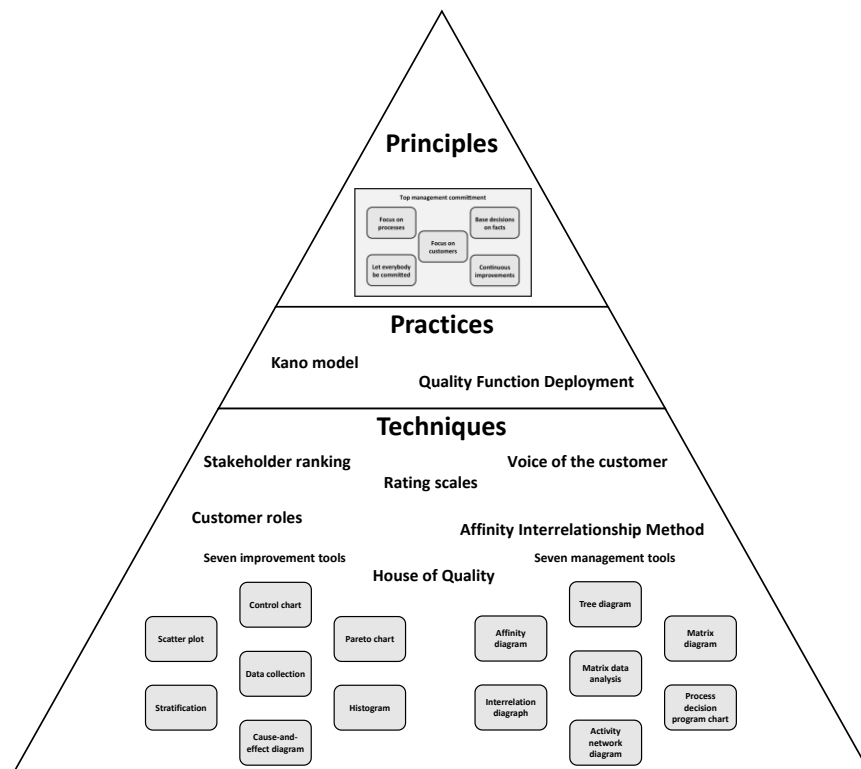 Principles
Top management committment
Focus on
processes
Base decisions
on facts
Focus on
customers
Let everybody
be committed
Continuous
improvements
Practices
Kano model
Quality Function Deployment
Techniques
Stakeholder ranking
Voice of the customer
Rating scales
Customer roles
Affinity Interrelationship Method
Seven improvement tools
Seven management tools
House of Quality
Control chart
Scatter plot
Pareto chart
Data collection
Stratification
Histogram
Cause-and-
effect diagram
Tree diagram
Affinity
diagram
Matrix
diagram
Matrix data
analysis
Interrelation
diagraph
Process
decision
program chart
Activity
network
diagram